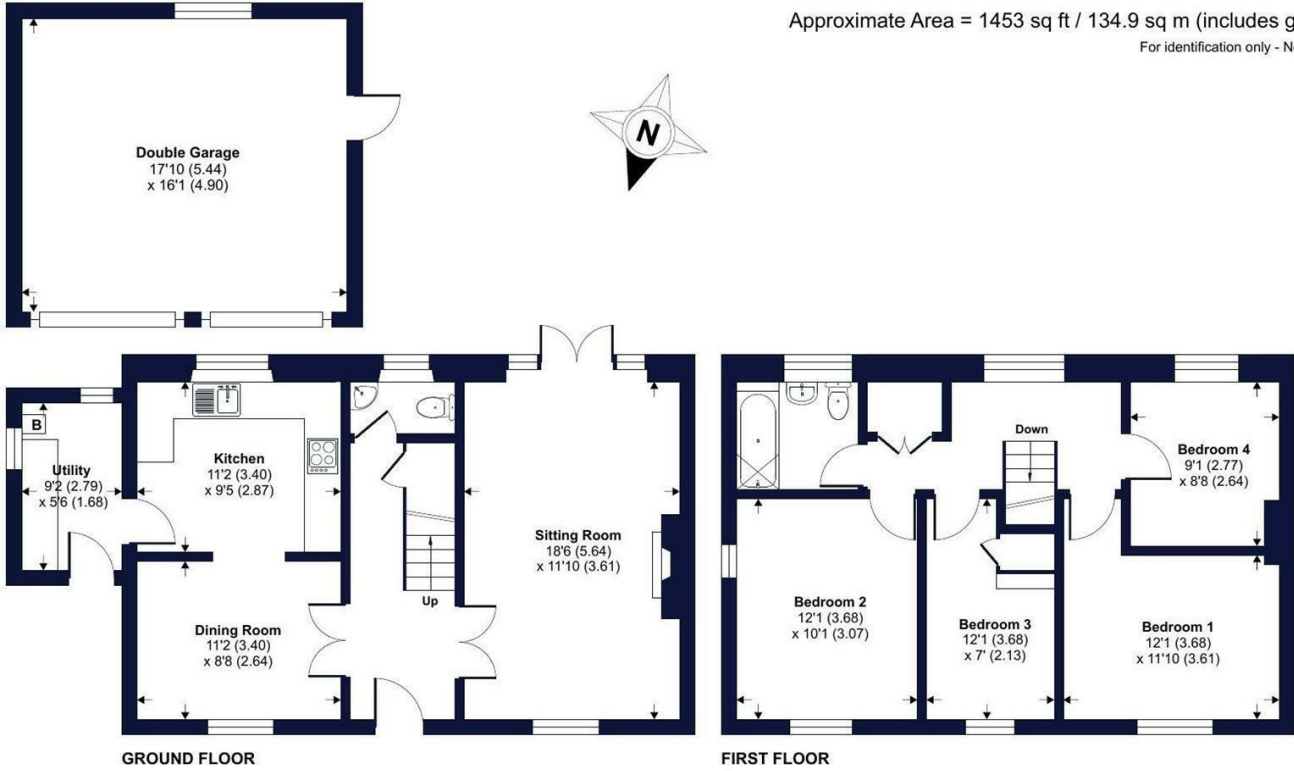 Approximate Area = 1453 sq ft / 134.9 sq m (includes g
For identification only - N
Double Garage
17'10 (5.44)
x 16'1 (4.90)
N
B
Utility
9'2 (2.79)
x 5'6 (1.68)
Kitchen
11'2 (3.40)
x 9'5 (2.87)
Sitting Room
18'6 (5.64)
x 11'10 (3.61)
Up
Dining Room
11'2 (3.40)
x 8'8 (2.64)
Down
Bedroom 4
9'1 (2.77)
x 8'8 (2.64)
Bedroom 2
12'1 (3.68)
x 10'1 (3.07)
Bedroom 3
12'1 (3.68)
x 7' (2.13)
Bedroom 1
12'1 (3.68)
x 11'10 (3.61)
GROUND FLOOR
FIRST FLOOR